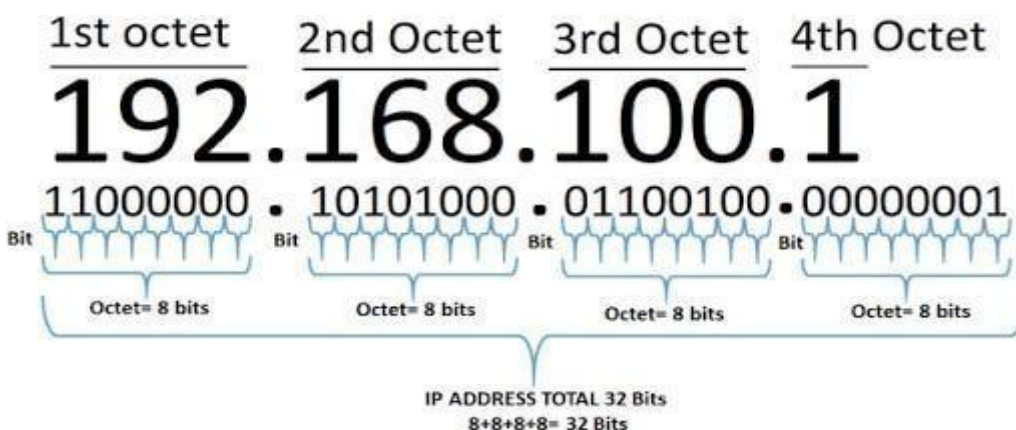 1st octet 2nd Octet 3rd Octet 4th Octet
192.168.100.1
11000000 . 10101000 . 01100100 . 00000001
Bit Bit Bit Bit
Octet= 8 bits Octet= 8 bits Octet= 8 bits Octet= 8 bits
IP ADDRESS TOTAL 32 Bits
8+8+8+8= 32 Bits